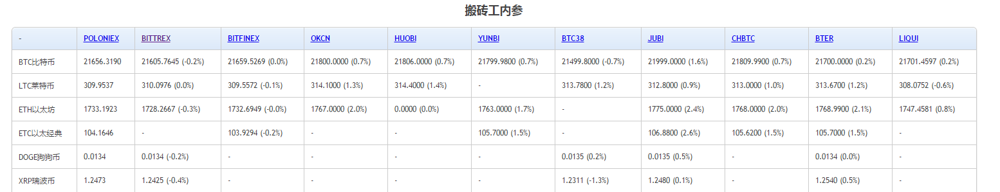 搬砖工内参
- POLONIEX BITTREX BITFINEX OKCN HUOBI YUNBI BTC38 JUBI CHBTC BTER LIQUI
BTC比特币 21656.3190 21605.7645 (-0.2%) 21659.5269 (0.0%) 21800.0000 (0.7%) 21806.0000 (0.7%) 21799.9800 (0.7%) 21499.8000 (-0.7%) 21999.0000 (1.6%) 21809.9900 (0.7%) 21700.0000 (0.2%) 21701.4597 (0.2%)
LTC莱特币 309.9537 310.0976 (0.0%) 309.5572 (-0.1%) 314.1000 (1.3%) 314.4000 (1.4%) - 313.7800 (1.2%) 312.8000 (0.9%) 313.0000 (1.0%) 313.6700 (1.2%) 308.0752 (-0.6%)
ETH以太坊 1733.1923 1728.2667 (-0.3%) 1732.6949 (-0.0%) 1767.0000 (2.0%) 0.0000 (0.0%) 1763.0000 (1.7%) - 1775.0000 (2.4%) 1768.0000 (2.0%) 1768.9900 (2.1%) 1747.4581 (0.8%)
ETC以太经典 104.1646 - 103.9294 (-0.2%) - - 105.7000 (1.5%) - 106.8800 (2.6%) 105.6200 (1.5%) 105.7000 (1.5%) -
DOGE狗狗币 0.0134 0.0134 (-0.2%) - - - - 0.0135 (0.2%) 0.0135 (0.5%) - 0.0134 (0.0%) -
XRP瑞波币 1.2473 1.2425 (-0.4%) - - - - 1.2311 (-1.3%) 1.2480 (0.1%) - 1.2540 (0.5%) -